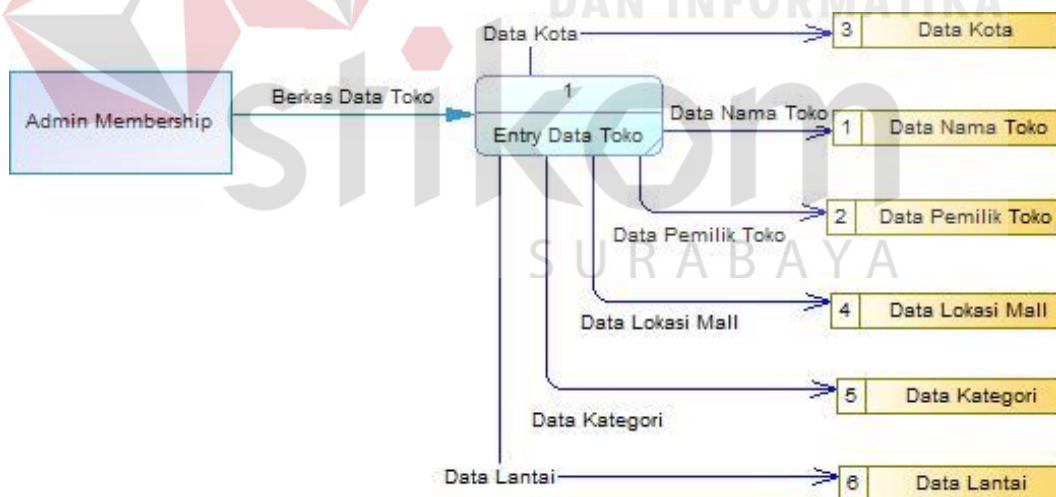 DAN INFORMATIKA
Data Kota
3 Data Kota
1
Berkas Data Toko
Admin Membership
Entry Data Toko
Data Nama Toko
1 Data Nama Toko
2 Data Pemilik Toko
Data Pemilik Toko
stikom
SURABAYA
4 Data Lokasi Mall
Data Lokasi Mall
5 Data Kategori
Data Kategori
Data Lantai
6 Data Lantai